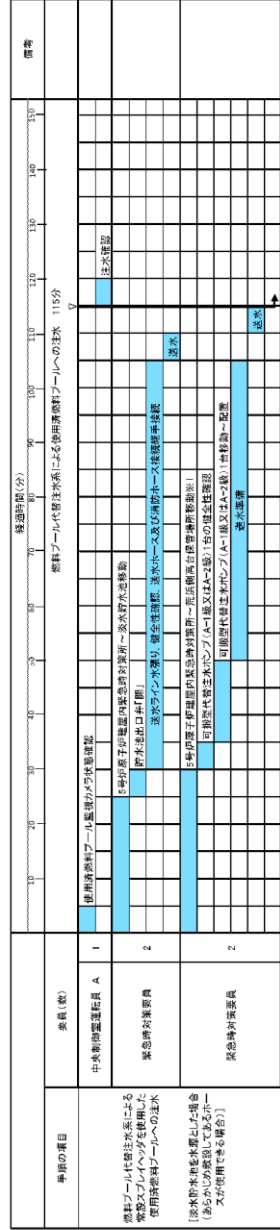 手順の項目
要員(数)
経過時間(分)
備考
10 20 30 40 50 60 70 80 90 100 110 120 130 140 150
燃料プール代替注水系による使用済燃料プールへの注水 115分
▽
燃料プール代替注水系による
常設スプレイヘッダを使用した
使用済燃料プールへの注水
[淡水貯水池を水源とした場合
(あらかじめ敷設してあるホー
スが使用できる場合)]
中央制御室運転員 A
1
使用済燃料プール監視カメラ状態確認
注水確認
緊急時対策要員
2
5号炉原子炉建屋内緊急時対策所~淡水貯水池移動
貯水池出口弁「開」
送水ライン水張り、健全性確認、送水ホース及び消防ホース接続継手接続
送水
緊急時対策要員
2
5号炉原子炉建屋内緊急時対策所~荒浜側高台保管場所移動※1
可搬型代替注水ポンプ(A-1級又はA-2級)1台の健全性確認
可搬型代替注水ポンプ(A-1級又はA-2級)1台移動~配置
送水準備
送水